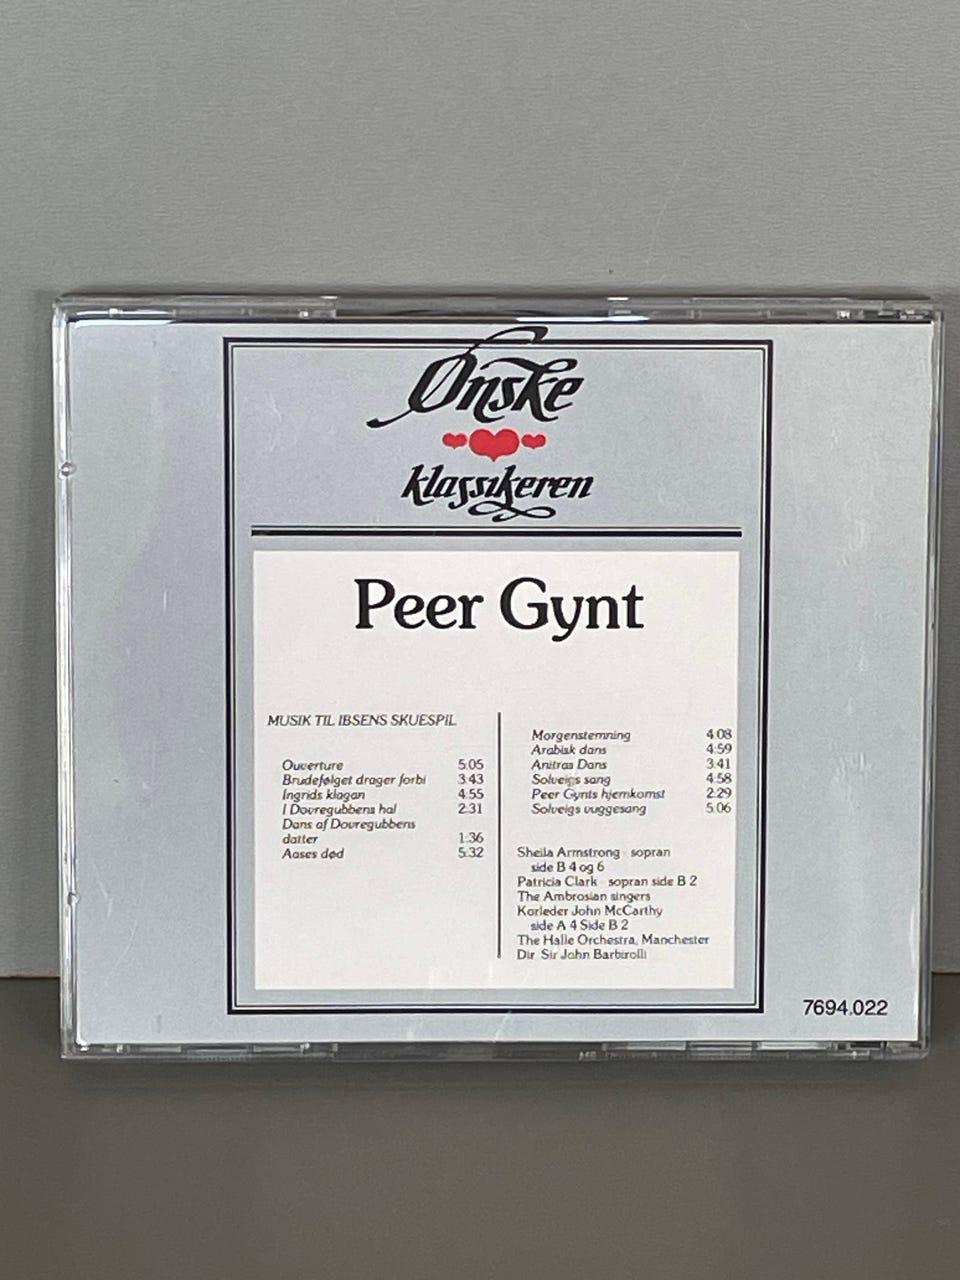 Ønske
klassikeren
Peer Gynt
MUSIK TIL IBSENS SKUESPIL
Ouverture 5:05
Brudefølget drager forbi 3:43
Ingrids klagan 4:55
I Dovregubbens hal 2:31
Dans af Dovregubbens
datter 1:36
Aases død 5:32
Morgenstemning 4:08
Arabisk dans 4:59
Anitras Dans 3:41
Solveigs sang 4:58
Peer Gynts hjemkomst 2:29
Solveigs vuggesang 5:06
Sheila Armstrong - sopran
side B 4 og 6
Patricia Clark - sopran side B 2
The Ambrosian singers
Korleder John McCarthy
side A 4 Side B 2
The Halle Orchestra, Manchester
Dir Sir John Barbirolli
7694.022